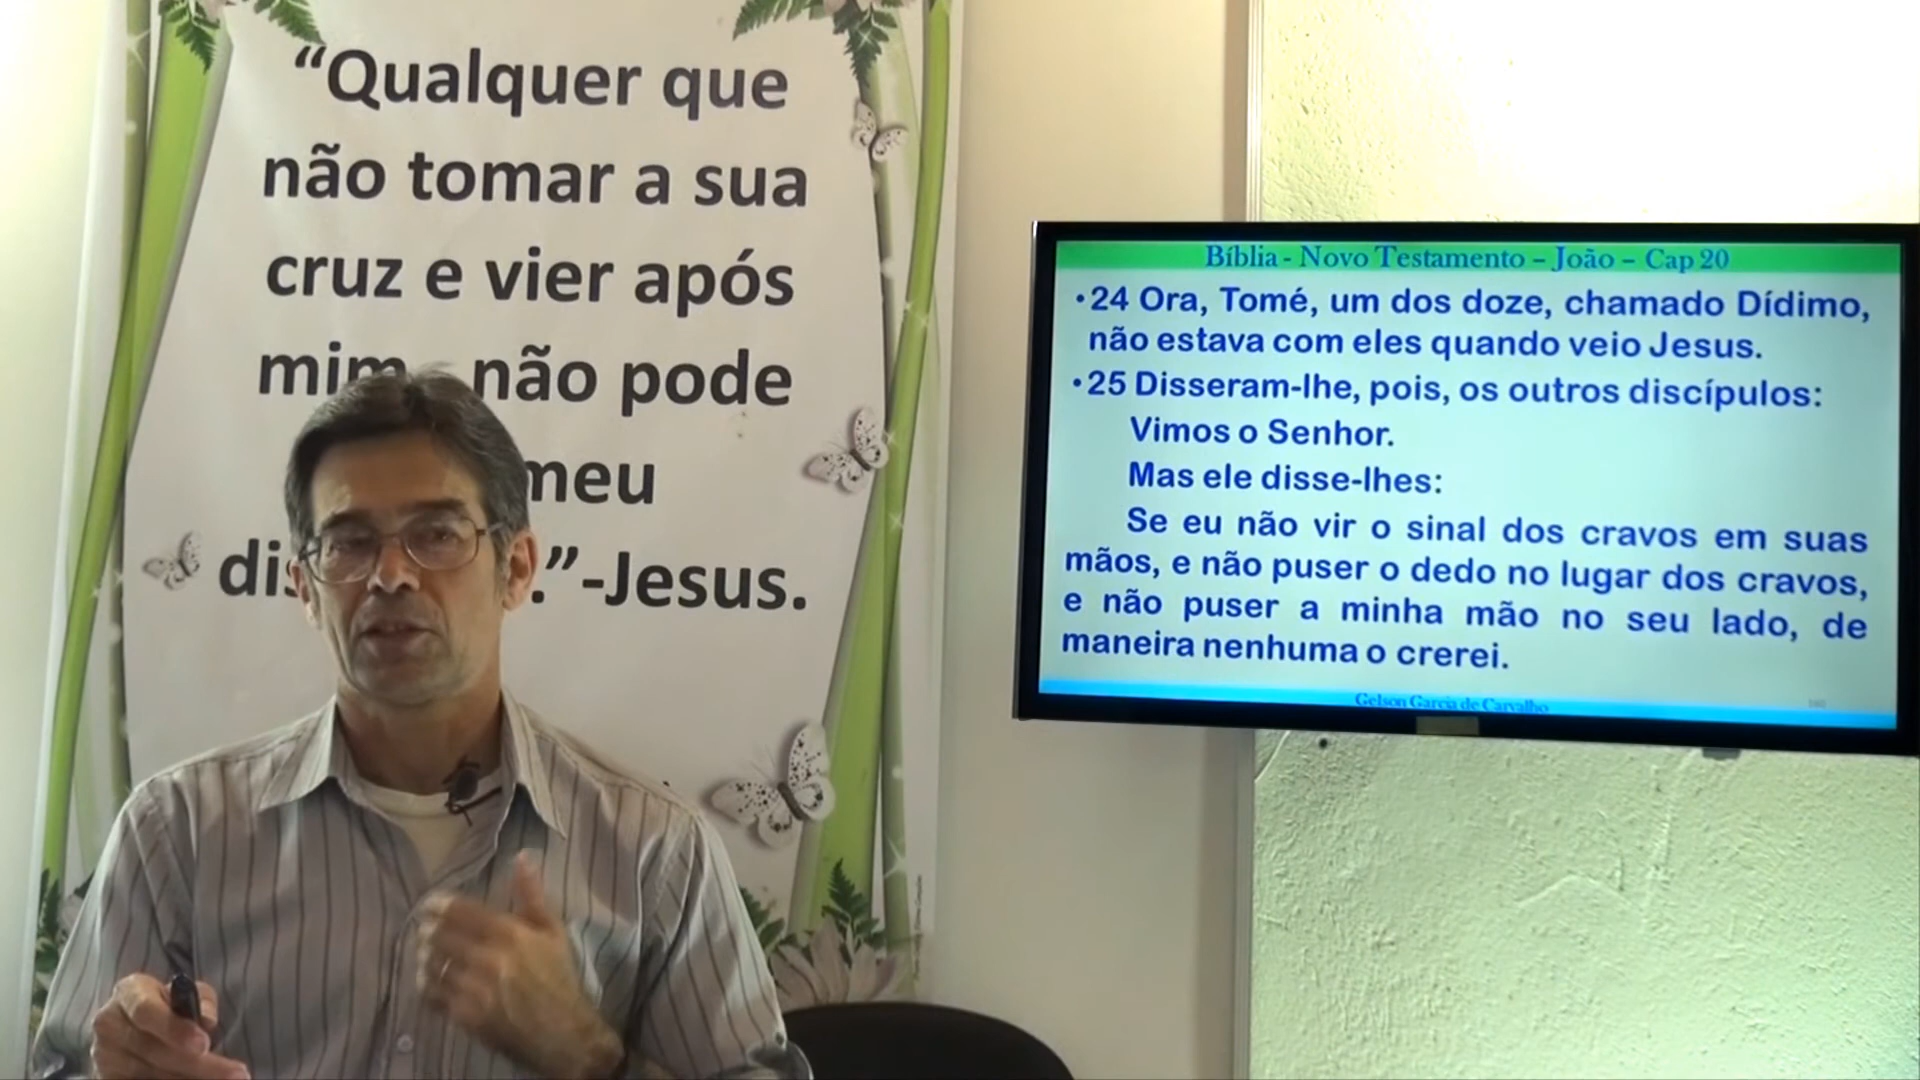 “Qualquer que
não tomar a sua
cruz e vier após
não pode
meu
.”-Jesus.
Bíblia - Novo Testamento – João – Cap 20
•24 Ora, Tomé, um dos doze, chamado Dídimo,
não estava com eles quando veio Jesus.
•25 Disseram-lhe, pois, os outros discípulos:
Vimos o Senhor.
Mas ele disse-lhes:
Se eu não vir o sinal dos cravos em suas
mãos, e não puser o dedo no lugar dos cravos,
e não puser a minha mão no seu lado, de
maneira nenhuma o crerei.
Gelson Garcia de Carvalho